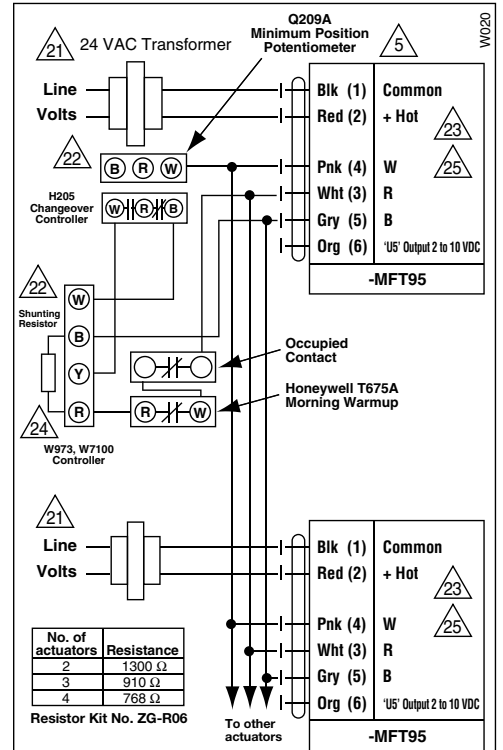 Q209A
Minimum Position
Potentiometer
W020
21
24 VAC Transformer
5
Line
Volts
Blk (1) Common
Red (2) + Hot
23
Pnk (4) W
25
Wht (3) R
Gry (5) B
Org (6) 'U5' Output 2 to 10 VDC
-MFT95
22
B R W
H205
Changeover
Controller
W R B
22
Shunting
Resistor
W
B
Y
R
24
W973, W7100
Controller
Occupied
Contact
R W
Honeywell T675A
Morning Warmup
21
Line
Volts
Blk (1) Common
Red (2) + Hot
23
Pnk (4) W
25
Wht (3) R
Gry (5) B
Org (6) 'U5' Output 2 to 10 VDC
-MFT95
No. of
actuators Resistance
2 1300 Ω
3 910 Ω
4 768 Ω
Resistor Kit No. ZG-R06
To other
actuators